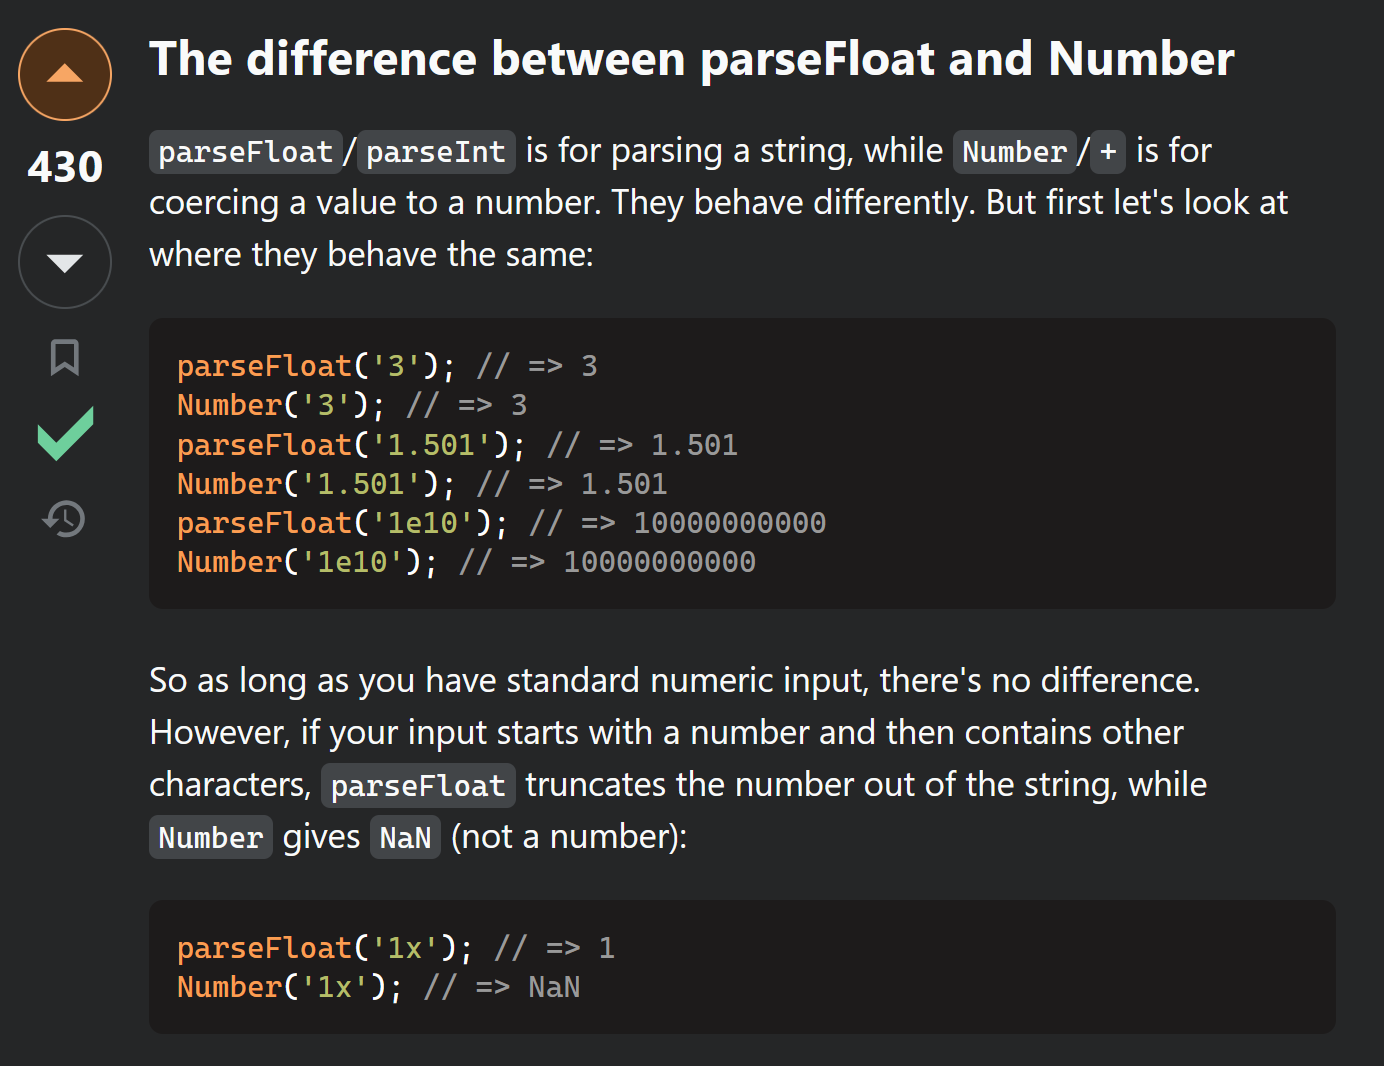 The difference between parseFloat and Number
430
parseFloat/parseInt is for parsing a string, while Number/+ is for
coercing a value to a number. They behave differently. But first let's look at
where they behave the same:
parseFloat('3'); // => 3
Number('3'); // => 3
parseFloat('1.501'); // => 1.501
Number('1.501'); // => 1.501
parseFloat('1e10'); // => 10000000000
Number('1e10'); // => 10000000000
So as long as you have standard numeric input, there's no difference.
However, if your input starts with a number and then contains other
characters, parseFloat truncates the number out of the string, while
Number gives NaN (not a number):
parseFloat('1x'); // => 1
Number('1x'); // => NaN